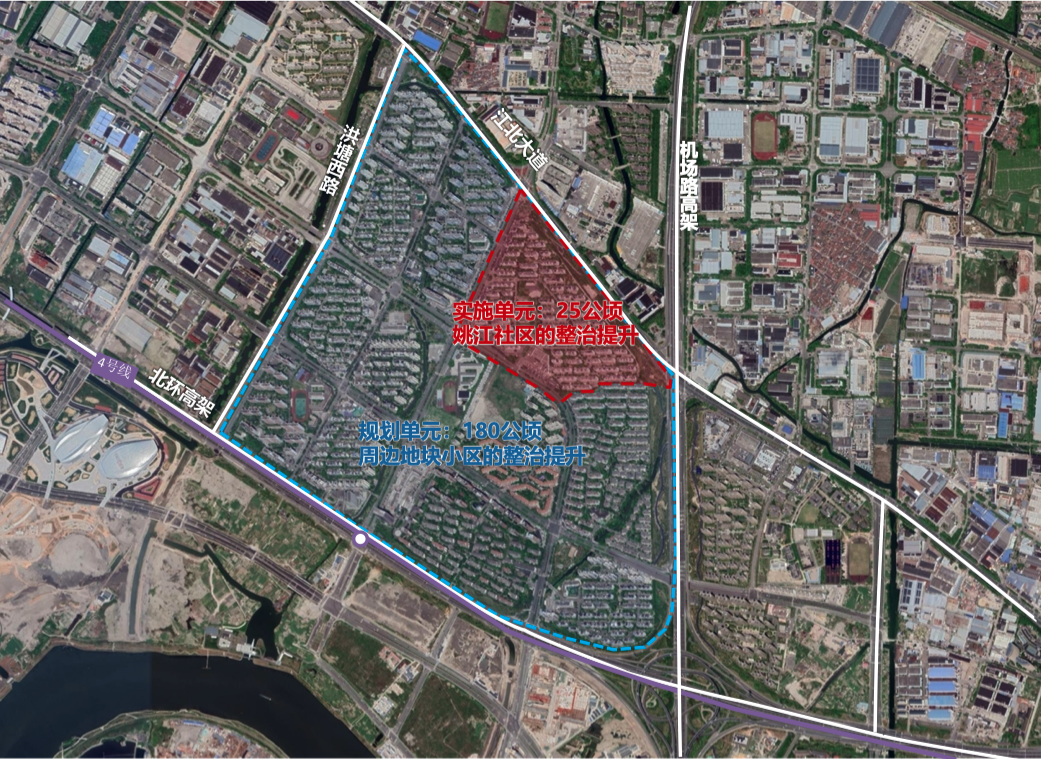 江北大道
洪塘西路
机场路高架
实施单元：25公顷
姚江社区的整治提升
4号线
北环高架
规划单元：180公顷
周边地块小区的整治提升